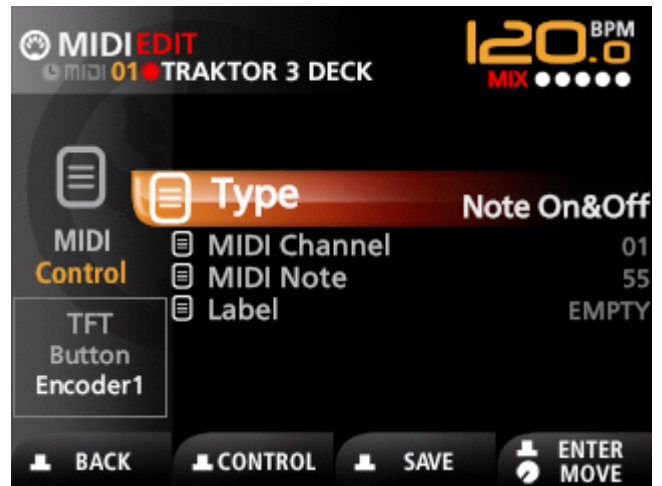 MIDI EDIT
120.0 BPM
midi 01 TRAKTOR 3 DECK
MIX
Type Note On&Off
MIDI Control
MIDI Channel 01
MIDI Note 55
Label EMPTY
TFT
Button
Encoder1
BACK CONTROL SAVE ENTER
MOVE